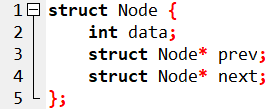 1 struct Node {
2     int data;
3     struct Node* prev;
4     struct Node* next;
5 };